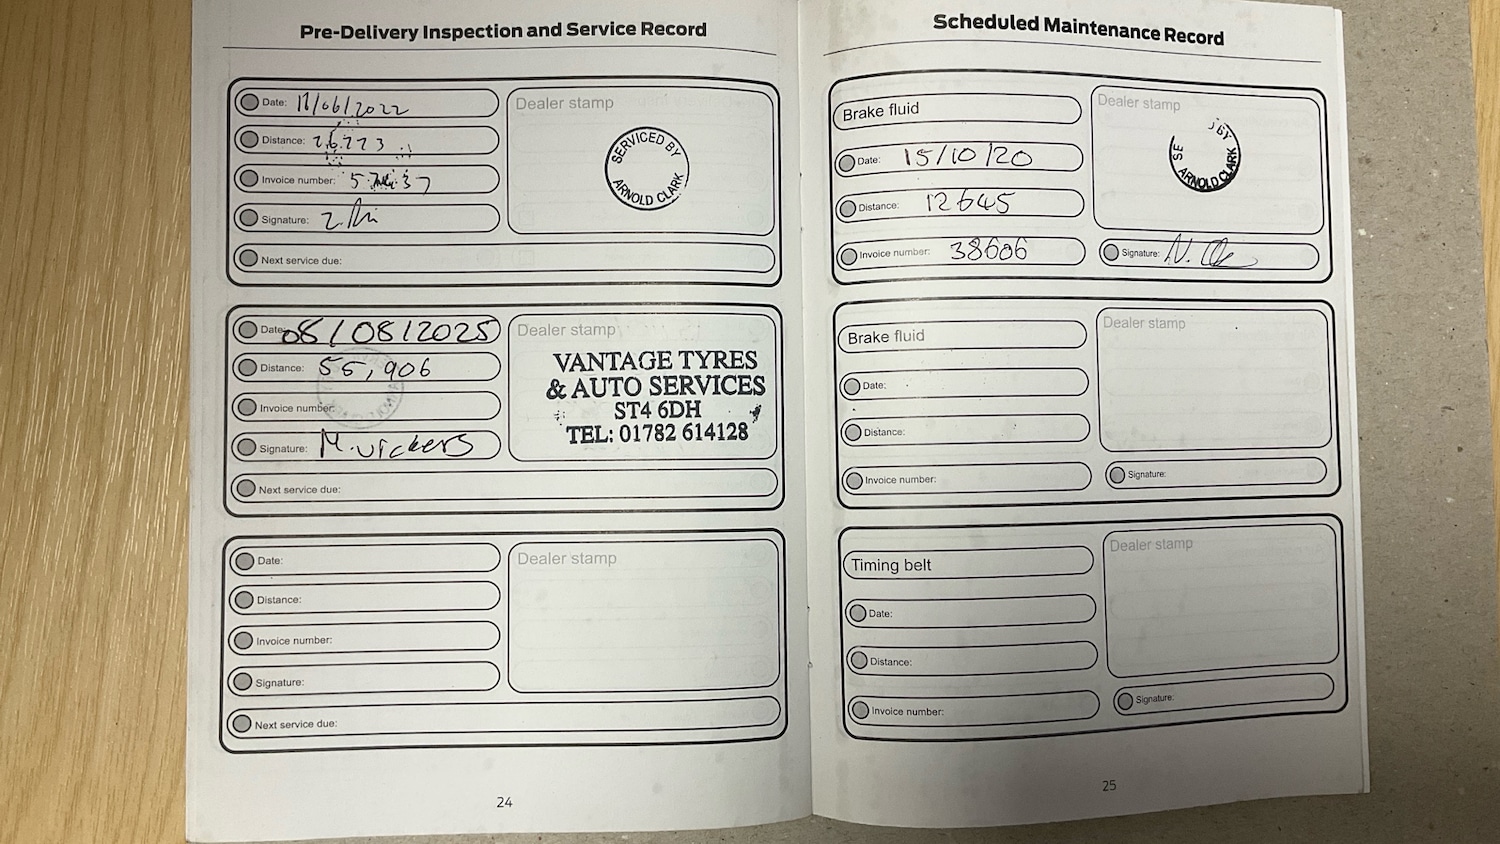 Pre-Delivery Inspection and Service Record
Date: 11/06/2022
Distance: 26773
Invoice number:
Signature:
Next service due:
Dealer stamp
SERVICED BY
ARNOLD CLARK
Date: 08/08/2025
Distance: 55,906
Invoice number:
Signature: M.vickers
Next service due:
Dealer stamp
VANTAGE TYRES
& AUTO SERVICES
ST4 6DH
TEL: 01782 614128
Date:
Distance:
Invoice number:
Signature:
Next service due:
Dealer stamp
24
Scheduled Maintenance Record
Brake fluid
Date: 15/10/20
Distance: 12645
Invoice number: 38606
Dealer stamp
BY
ARNOLD CLARK
Signature:
Brake fluid
Date:
Distance:
Invoice number:
Dealer stamp
Signature:
Timing belt
Date:
Distance:
Invoice number:
Dealer stamp
Signature:
25